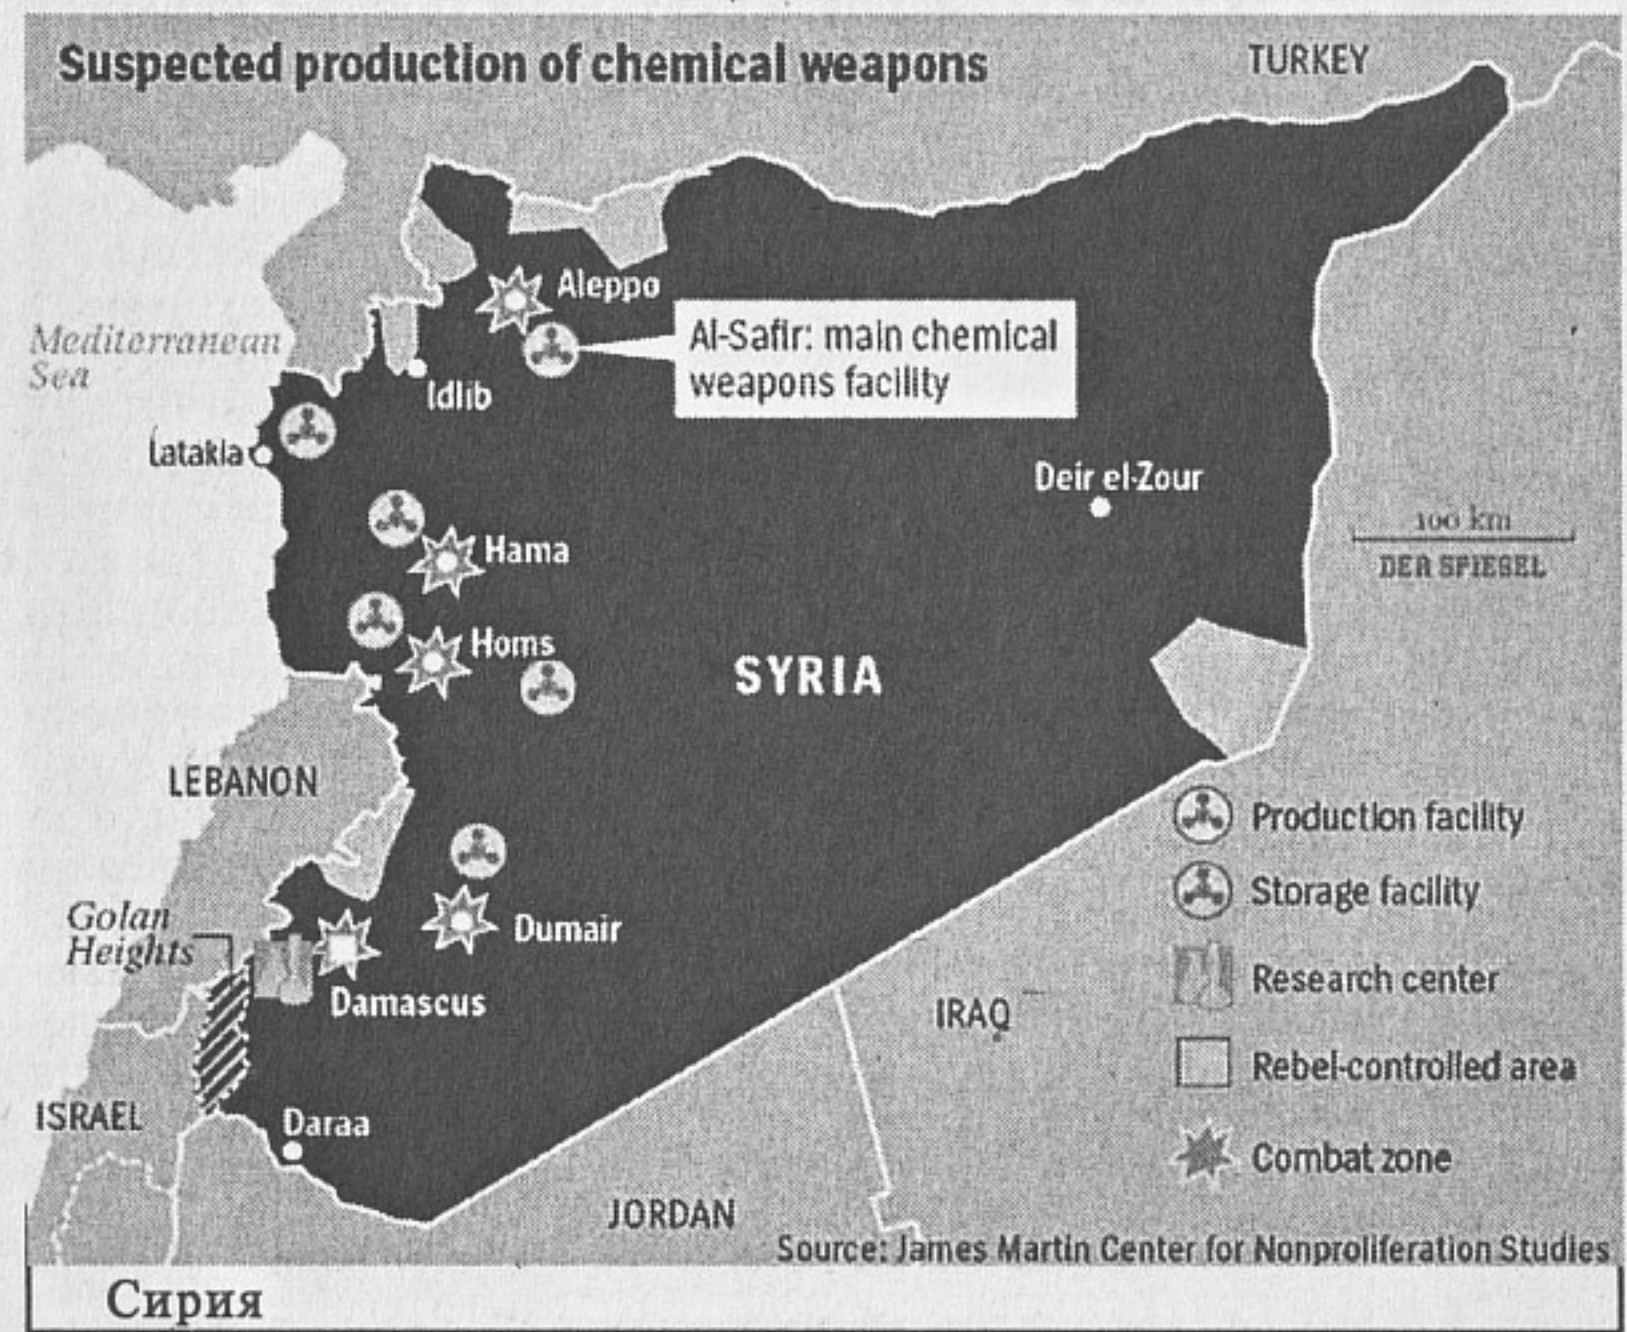 Suspected production of chemical weapons
TURKEY
Aleppo
Al-Safir: main chemical
weapons facility
Mediterranean
Sea
Idlib
Latakia
Deir el-Zour
100 km
DER SPIEGEL
Hama
Homs
SYRIA
LEBANON
Production facility
Storage facility
Golan
Heights
Dumair
Research center
Damascus
IRAQ
Rebel-controlled area
ISRAEL
Daraa
Combat zone
JORDAN
Source: James Martin Center for Nonproliferation Studies
Сирия